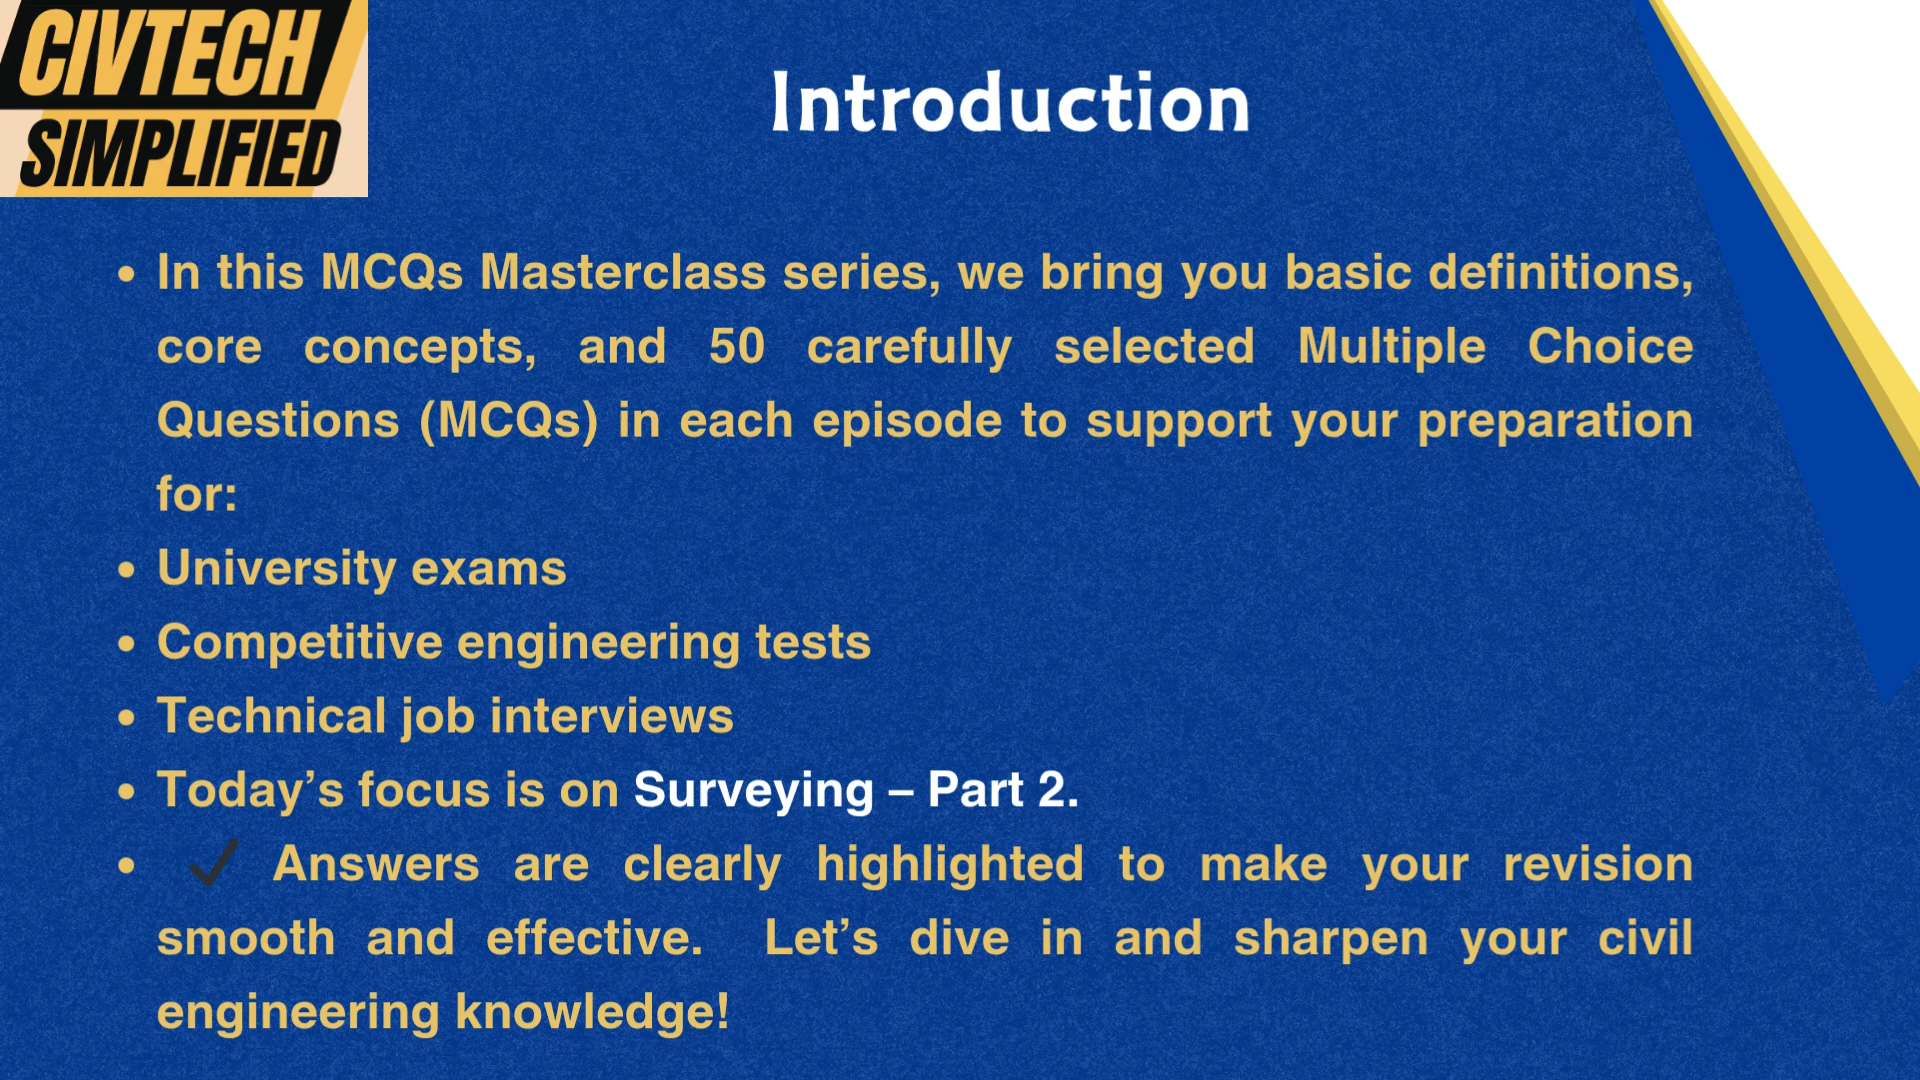 CIVTECH
SIMPLIFIED
Introduction
• In this MCQs Masterclass series, we bring you basic definitions,
core concepts, and 50 carefully selected Multiple Choice
Questions (MCQs) in each episode to support your preparation
for:
• University exams
• Competitive engineering tests
• Technical job interviews
• Today’s focus is on Surveying – Part 2.
• ✔ Answers are clearly highlighted to make your revision
smooth and effective. Let’s dive in and sharpen your civil
engineering knowledge!